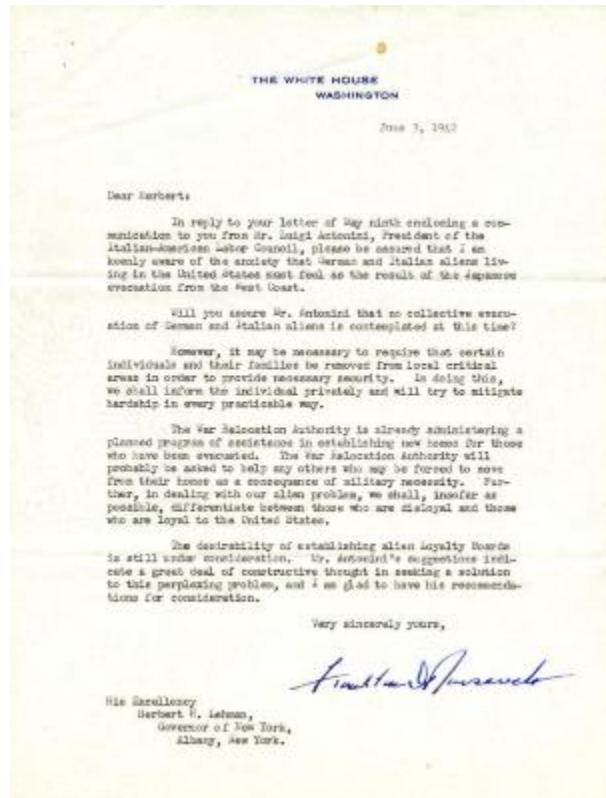 THE WHITE HOUSE
WASHINGTON
June 3, 1942
Dear Herbert:
In reply to your letter of May ninth enclosing a com-
munication to you from Mr. Luigi Antonini, President of the
Italian-American Labor Council, please be assured that I am
keenly aware of the anxiety that German and Italian aliens liv-
ing in the United States must feel as the result of the Japanese
evacuation from the West Coast.
Will you assure Mr. Antonini that no collective evacu-
ation of German and Italian aliens is contemplated at this time?
However, it may be necessary to require that certain
individuals and their families be removed from local critical
areas in order to provide necessary security. In doing this,
we shall inform the individual privately and will try to mitigate
hardship in every practicable way.
The War Relocation Authority is already administering a
planned program of assistance in establishing new homes for those
who have been evacuated. The War Relocation Authority will
probably be asked to help any others who may be forced to move
from their homes as a consequence of military necessity. Fur-
ther, in dealing with our alien problem, we shall, insofar as
possible, differentiate between those who are disloyal and those
who are loyal to the United States.
The desirability of establishing alien Loyalty Boards
is still under consideration. Mr. Antonini's suggestions indi-
cate a great deal of constructive thought in seeking a solution
to this perplexing problem, and I am glad to have his recommenda-
tions for consideration.
Very sincerely yours,
Franklin D Roosevelt
His Excellency
Herbert H. Lehman,
Governor of New York,
Albany, New York.